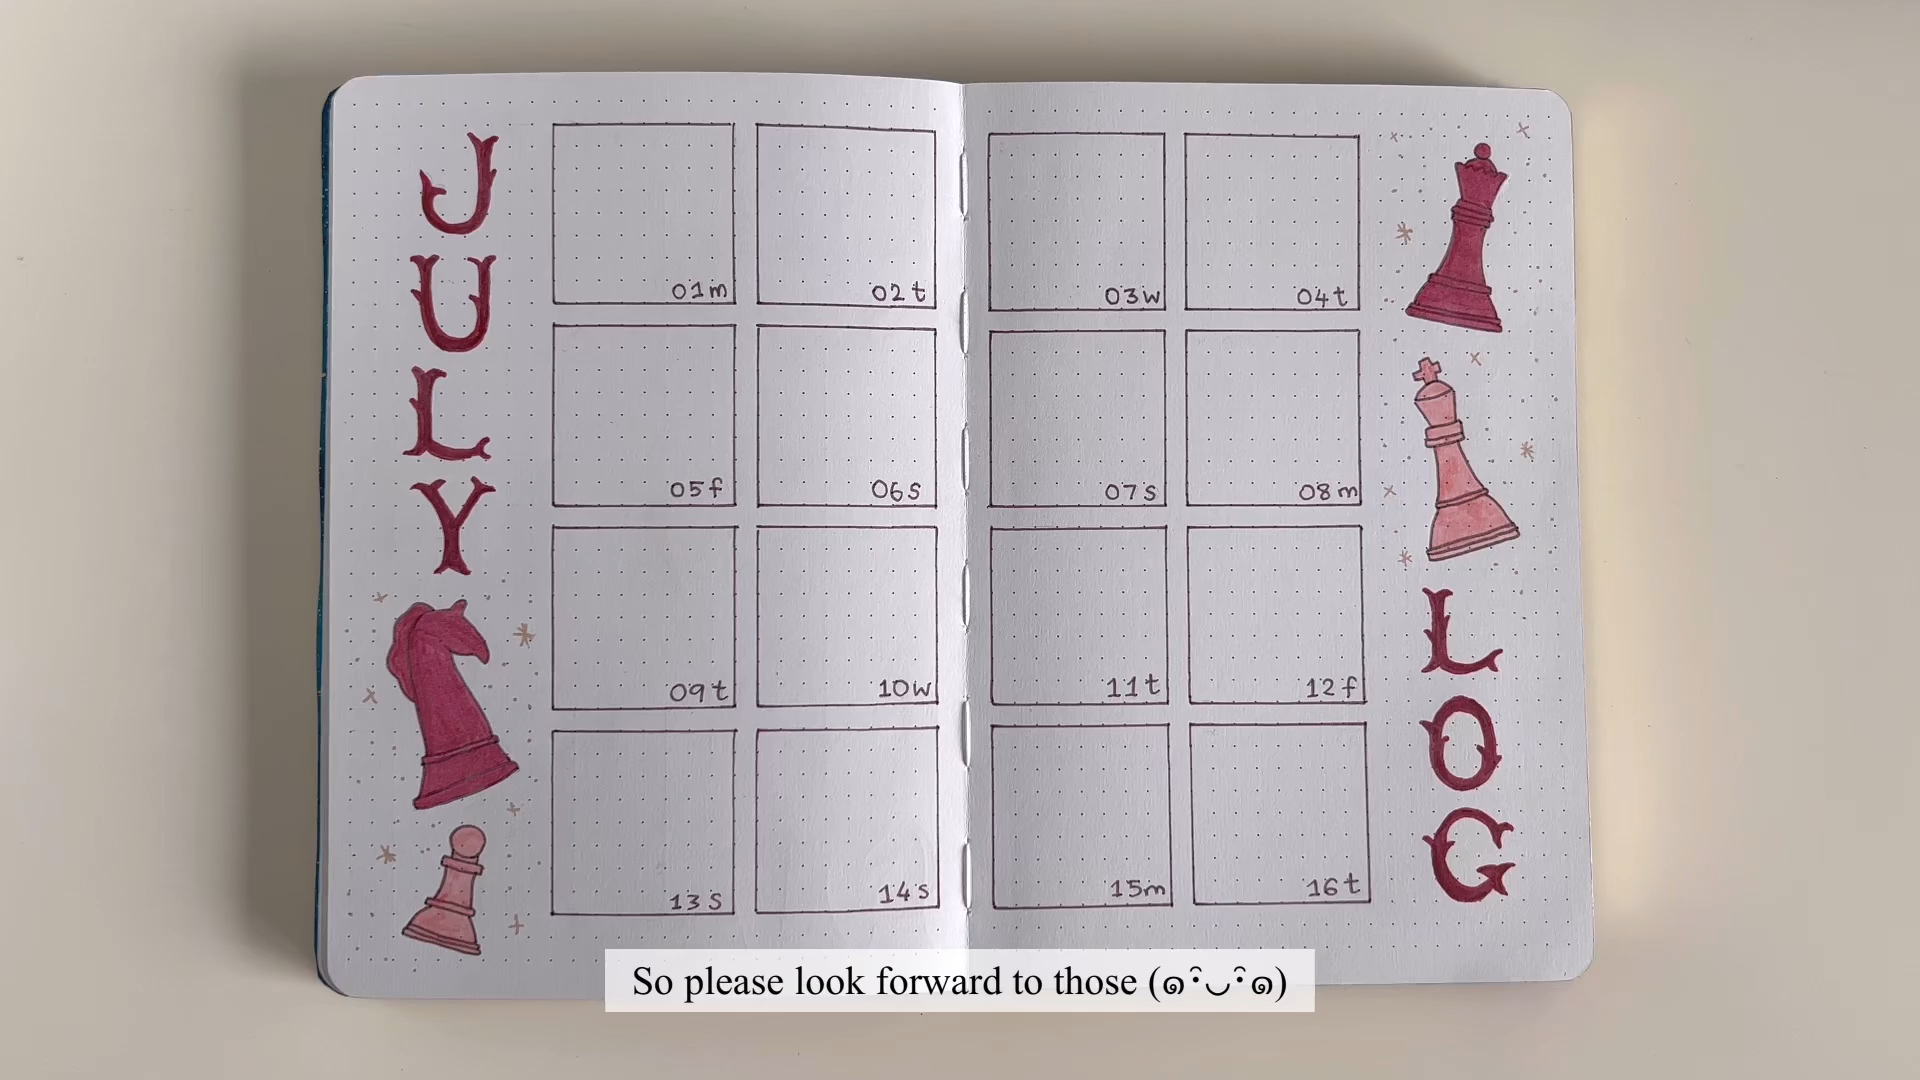 JULY
01m
02t
03w
04t
05f
06s
07s
08m
09t
10w
11t
12f
13s
14s
15m
16t
LOG
So please look forward to those (๑˙̑◡˙̑๑)